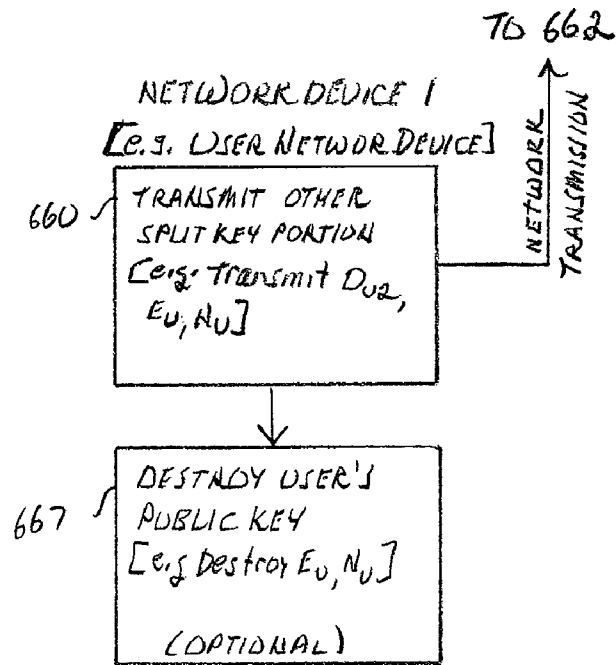 TO 662
NETWORK DEVICE 1
[e.g. USER NETWOR DEVICE]
NETWORK
TRANSMISSION
660
TRANSMIT OTHER
SPLIT KEY PORTION
[e.g. Transmit DU2,
EU, NU]
667
DESTROY USER'S
PUBLIC KEY
[e.g Destroy EU, NU]
(OPTIONAL)